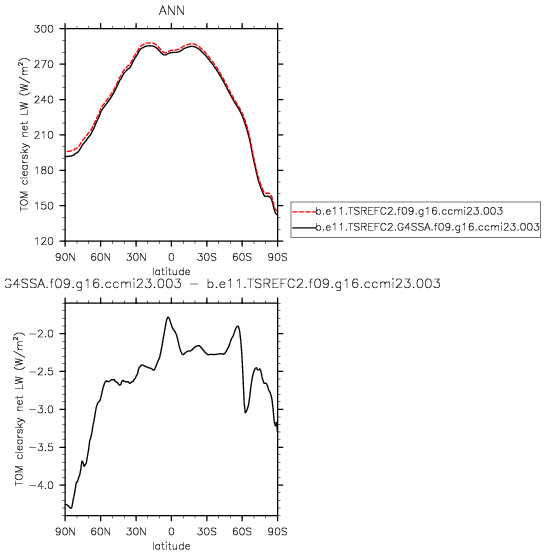 ANN
TOM clearsky net LW (W/m²)
300
270
240
210
180
150
120
90N 60N 30N 0 30S 60S 90S
latitude
b.e11.TSREFC2.f09.g16.ccmi23.003
b.e11.TSREFC2.G4SSA.f09.g16.ccmi23.003
G4SSA.f09.g16.ccmi23.003 − b.e11.TSREFC2.f09.g16.ccmi23.003
TOM clearsky net LW (W/m²)
−2.0
−2.5
−3.0
−3.5
−4.0
90N 60N 30N 0 30S 60S 90S
latitude